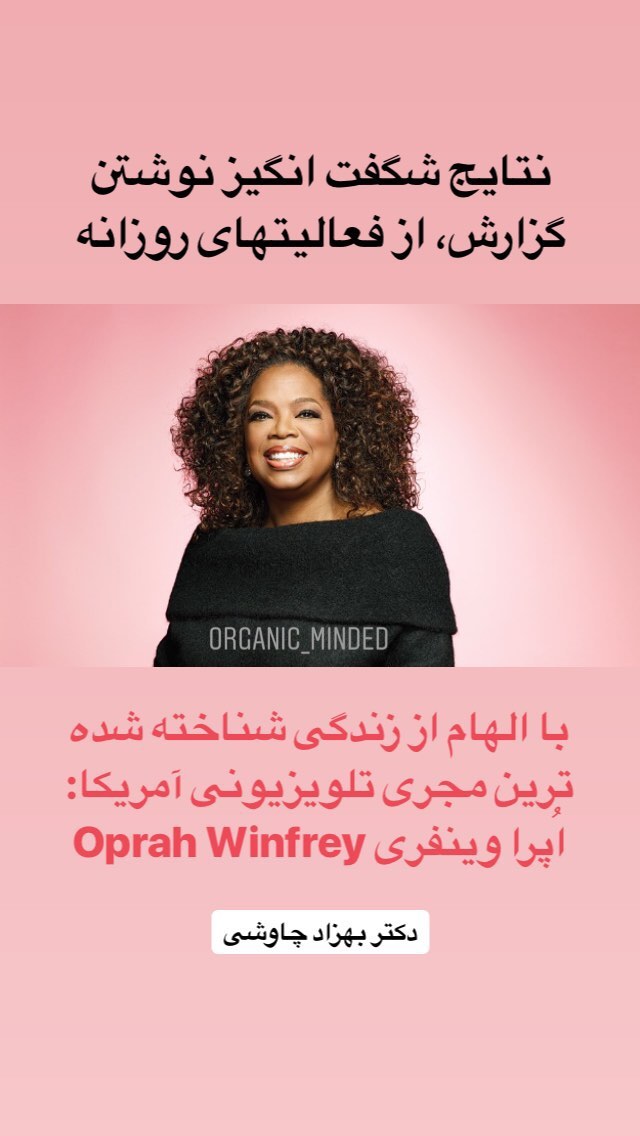 نتایج شگفت انگیز نوشتن
گزارش، از فعالیتهای روزانه
ORGANIC_MINDED
با الهام از زندگی شناخته شده
ترین مجری تلویزیونی آمریکا:
اُپرا وینفری Oprah Winfrey
دکتر بهزاد چاوشی